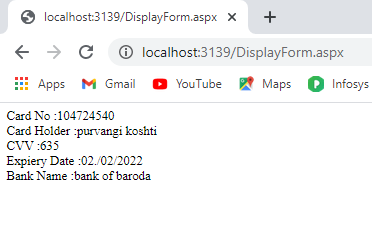 localhost:3139/DisplayForm.aspx
localhost:3139/DisplayForm.aspx
Apps Gmail YouTube Maps Infosys
Card No :104724540
Card Holder :purvangi koshti
CVV :635
Expiery Date :02./02/2022
Bank Name :bank of baroda